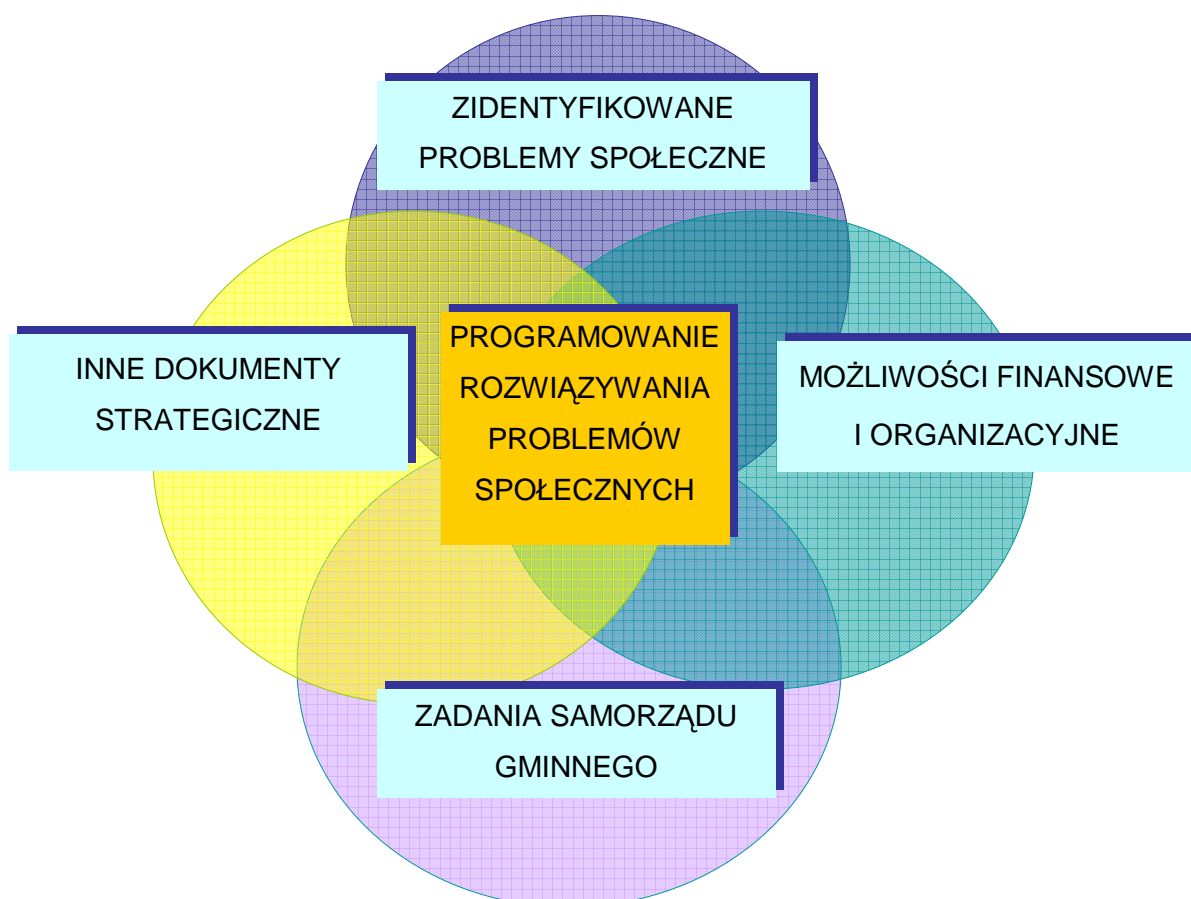 ZIDENTYFIKOWANE
PROBLEMY SPOŁECZNE
INNE DOKUMENTY
STRATEGICZNE
PROGRAMOWANIE
ROZWIĄZYWANIA
PROBLEMÓW
SPOŁECZNYCH
MOŻLIWOŚCI FINANSOWE
I ORGANIZACYJNE
ZADANIA SAMORZĄDU
GMINNEGO